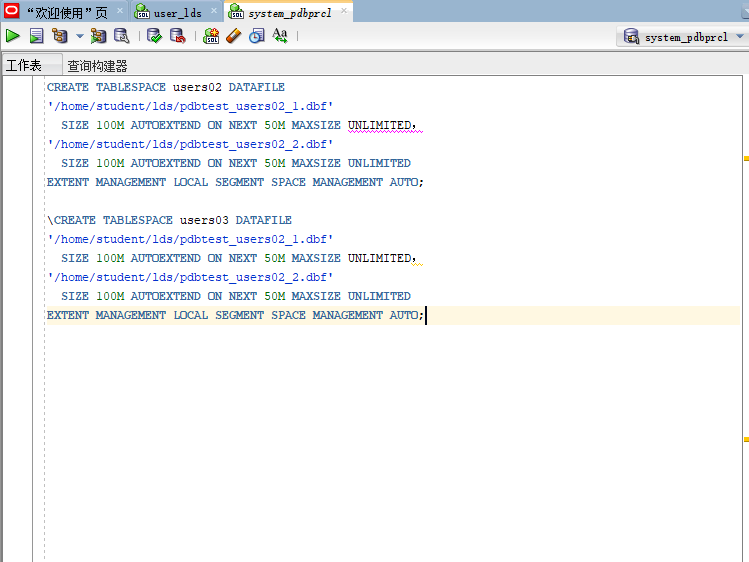 “欢迎使用”页
user_lds
system_pdbprcl
Aa
system_pdbprcl
工作表 查询构建器
CREATE TABLESPACE users02 DATAFILE
'/home/student/lds/pdbtest_users02_1.dbf'
SIZE 100M AUTOEXTEND ON NEXT 50M MAXSIZE UNLIMITED，
'/home/student/lds/pdbtest_users02_2.dbf'
SIZE 100M AUTOEXTEND ON NEXT 50M MAXSIZE UNLIMITED
EXTENT MANAGEMENT LOCAL SEGMENT SPACE MANAGEMENT AUTO;
\CREATE TABLESPACE users03 DATAFILE
'/home/student/lds/pdbtest_users02_1.dbf'
SIZE 100M AUTOEXTEND ON NEXT 50M MAXSIZE UNLIMITED，
'/home/student/lds/pdbtest_users02_2.dbf'
SIZE 100M AUTOEXTEND ON NEXT 50M MAXSIZE UNLIMITED
EXTENT MANAGEMENT LOCAL SEGMENT SPACE MANAGEMENT AUTO;